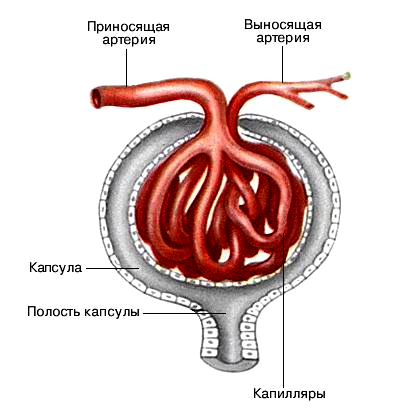 Приносящая
артерия
Выносящая
артерия
Капсула
Полость капсулы
Капилляры